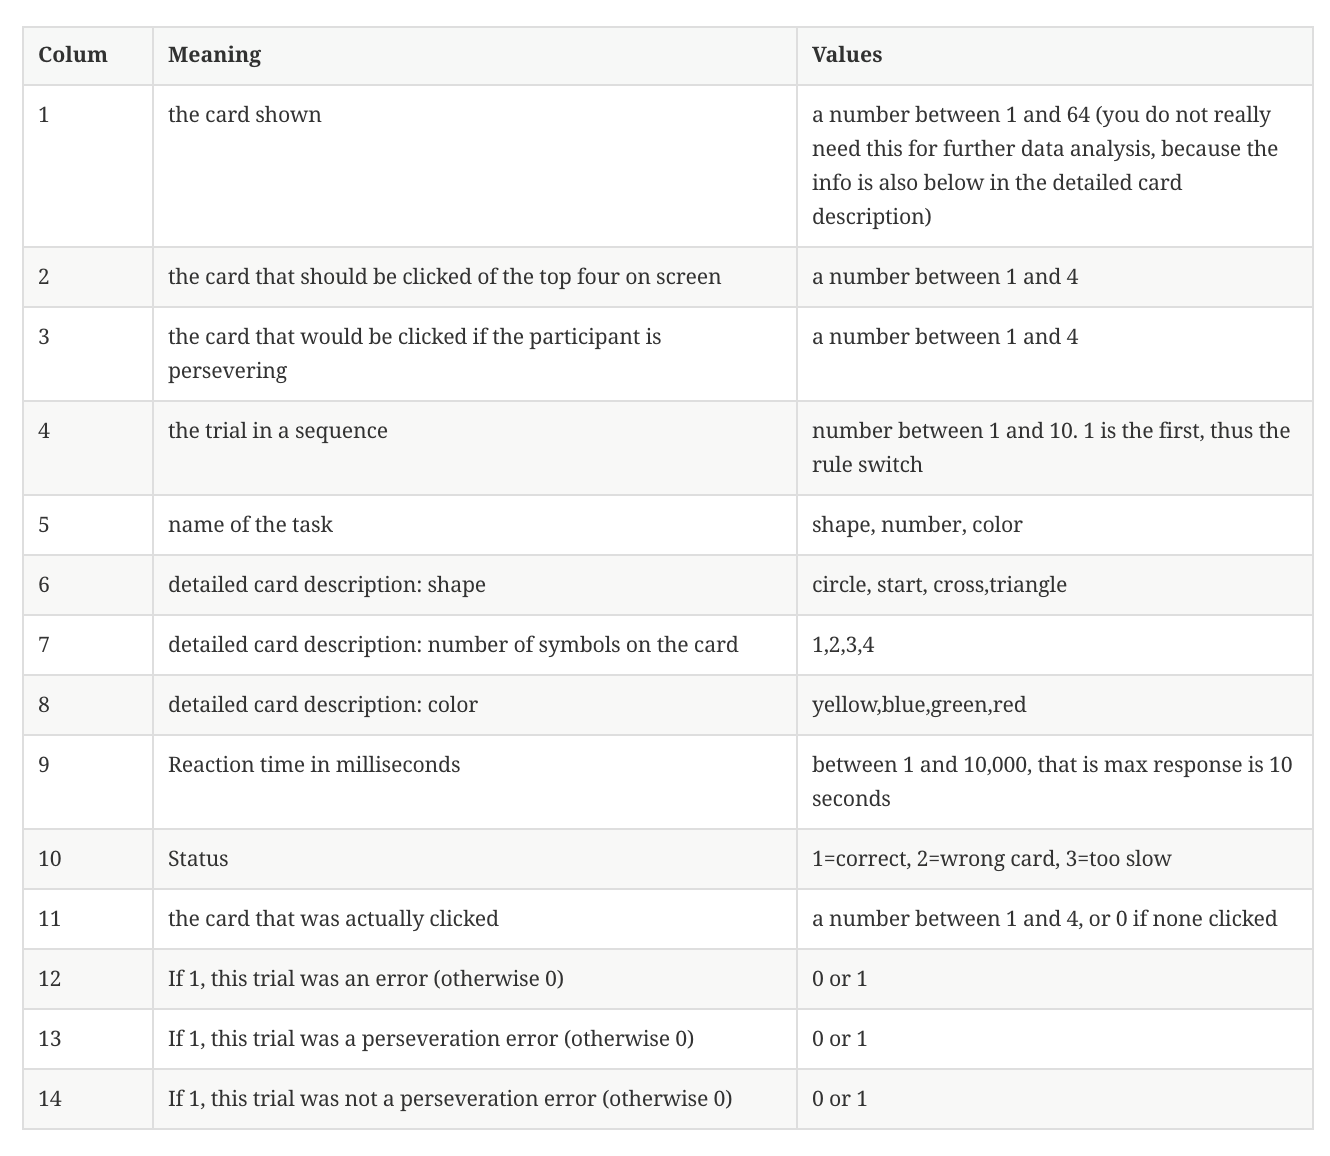 Colum Meaning Values
1 the card shown a number between 1 and 64 (you do not really
need this for further data analysis, because the
info is also below in the detailed card
description)
2 the card that should be clicked of the top four on screen a number between 1 and 4
3 the card that would be clicked if the participant is a number between 1 and 4
persevering
4 the trial in a sequence number between 1 and 10. 1 is the first, thus the
rule switch
5 name of the task shape, number, color
6 detailed card description: shape circle, start, cross,triangle
7 detailed card description: number of symbols on the card 1,2,3,4
8 detailed card description: color yellow,blue,green,red
9 Reaction time in milliseconds between 1 and 10,000, that is max response is 10
seconds
10 Status 1=correct, 2=wrong card, 3=too slow
11 the card that was actually clicked a number between 1 and 4, or 0 if none clicked
12 If 1, this trial was an error (otherwise 0) 0 or 1
13 If 1, this trial was a perseveration error (otherwise 0) 0 or 1
14 If 1, this trial was not a perseveration error (otherwise 0) 0 or 1